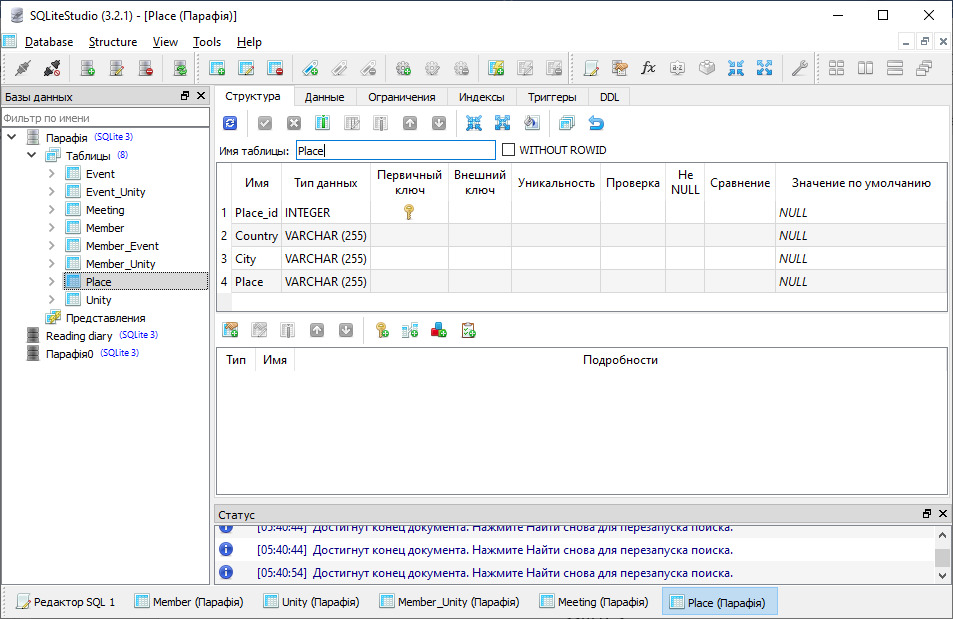 SQLiteStudio (3.2.1) - [Place (Парафія)]
Database Structure View Tools Help
Базы данных
Фильтр по имени
Парафія (SQLite 3)
Таблицы (8)
Event
Event_Unity
Meeting
Member
Member_Event
Member_Unity
Place
Unity
Представления
Reading diary (SQLite 3)
Парафія0 (SQLite 3)
Структура Данные Ограничения Индексы Триггеры DDL
Имя таблицы: Place WITHOUT ROWID
Имя Тип данных Первичный ключ Внешний ключ Уникальность Проверка Не NULL Сравнение Значение по умолчанию
1 Place_id INTEGER NULL
2 Country VARCHAR (255) NULL
3 City VARCHAR (255) NULL
4 Place VARCHAR (255) NULL
Тип Имя Подробности
Статус
[05:40:44] Достигнут конец документа. Нажмите Найти снова для перезапуска поиска.
[05:40:44] Достигнут конец документа. Нажмите Найти снова для перезапуска поиска.
[05:40:54] Достигнут конец документа. Нажмите Найти снова для перезапуска поиска.
Редактор SQL 1 Member (Парафія) Unity (Парафія) Member_Unity (Парафія) Meeting (Парафія) Place (Парафія)